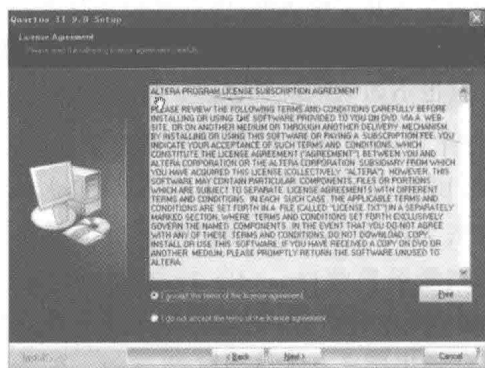 Quartus II 9.0 Setup
License Agreement
Please read the following license agreement carefully.
ALTERA PROGRAM LICENSE SUBSCRIPTION AGREEMENT
PLEASE REVIEW THE FOLLOWING TERMS AND CONDITIONS CAREFULLY BEFORE
INSTALLING OR USING THE SOFTWARE PROVIDED TO YOU ON DVD, VIA A WEB-
SITE, OR ON ANOTHER MEDIUM OR THROUGH ANOTHER DELIVERY MECHANISM.
BY INSTALLING OR USING THIS SOFTWARE OR PAYING A SUBSCRIPTION FEE, YOU
INDICATE YOUR ACCEPTANCE OF SUCH TERMS AND CONDITIONS, WHICH
CONSTITUTE THE LICENSE AGREEMENT ("AGREEMENT") BETWEEN YOU AND
ALTERA CORPORATION OR THE ALTERA CORPORATION SUBSIDIARY FROM WHICH
YOU HAVE ACQUIRED THIS LICENSE (COLLECTIVELY "ALTERA"). HOWEVER, THIS
SOFTWARE MAY CONTAIN PARTICULAR COMPONENTS, FILES OR PORTIONS
WHICH ARE SUBJECT TO SEPARATE LICENSE AGREEMENTS WITH DIFFERENT
TERMS AND CONDITIONS. IN EACH SUCH CASE, THE APPLICABLE TERMS AND
CONDITIONS ARE SET FORTH IN A FILE (CALLED "LICENSE.TXT") IN A SEPARATELY
MARKED SECTION, WHERE TERMS AND CONDITIONS SET FORTH EXCLUSIVELY
GOVERN THE NAMED COMPONENTS. IN THE EVENT THAT YOU DO NOT AGREE
WITH ANY OF THESE TERMS AND CONDITIONS, DO NOT DOWNLOAD, COPY,
INSTALL OR USE THIS SOFTWARE. IF YOU HAVE RECEIVED A COPY ON DVD OR
ANOTHER MEDIUM, PLEASE PROMPTLY RETURN THE SOFTWARE UNUSED TO
ALTERA.
I accept the terms of the license agreement
Print
I do not accept the terms of the license agreement
< Back
Next >
Cancel